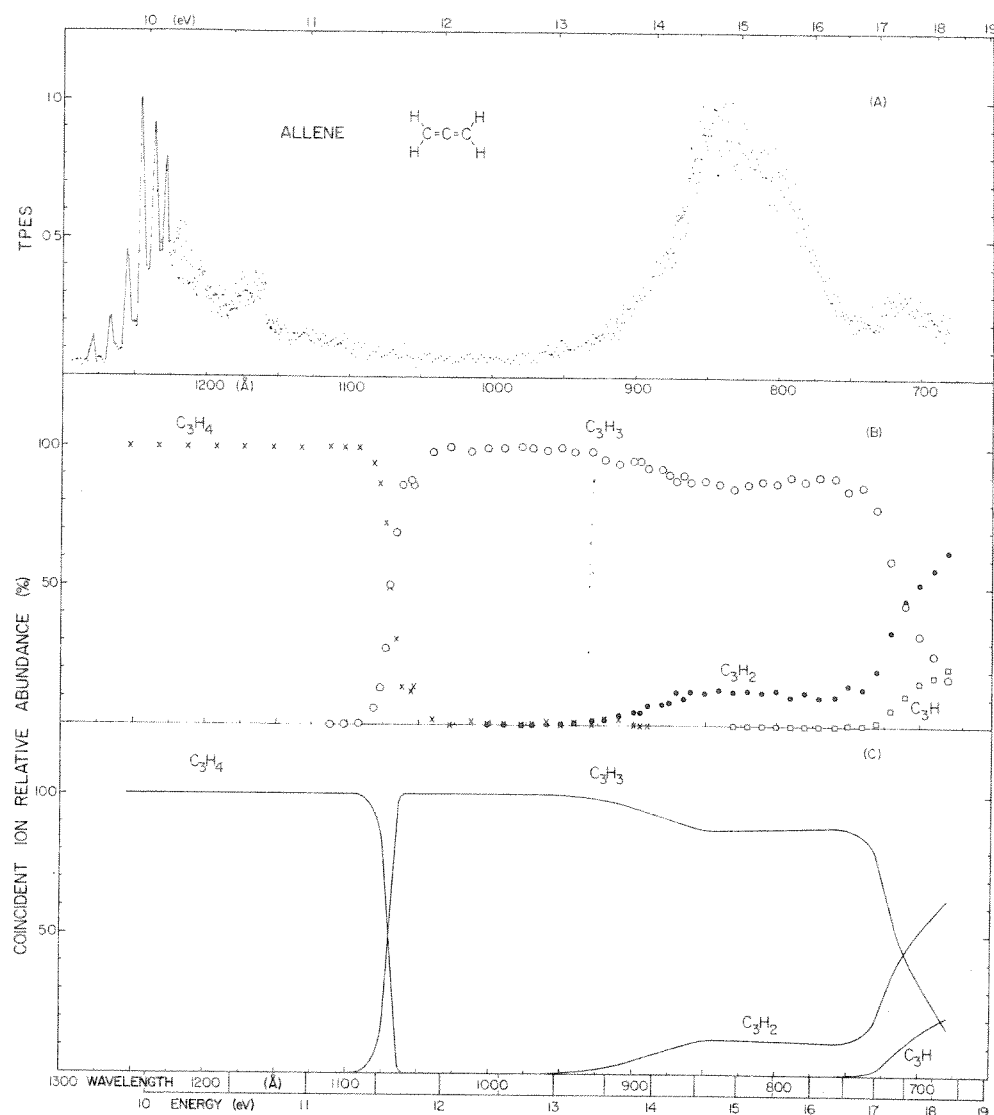 10 (eV) 11 12 13 14 15 16 17 18 19
(A)
1.0
ALLENE
H H
C=C=C
H H
TPES
0.5
1200 (Å) 1100 1000 900 800 700
C3H4 C3H3 (B)
100
50
C3H2
C3H
COINCIDENT ION RELATIVE ABUNDANCE (%)
C3H4 C3H3 (C)
100
50
C3H2
C3H
1300 WAVELENGTH 1200 (Å) 1100 1000 900 800 700
10 ENERGY (eV) 11 12 13 14 15 16 17 18 19